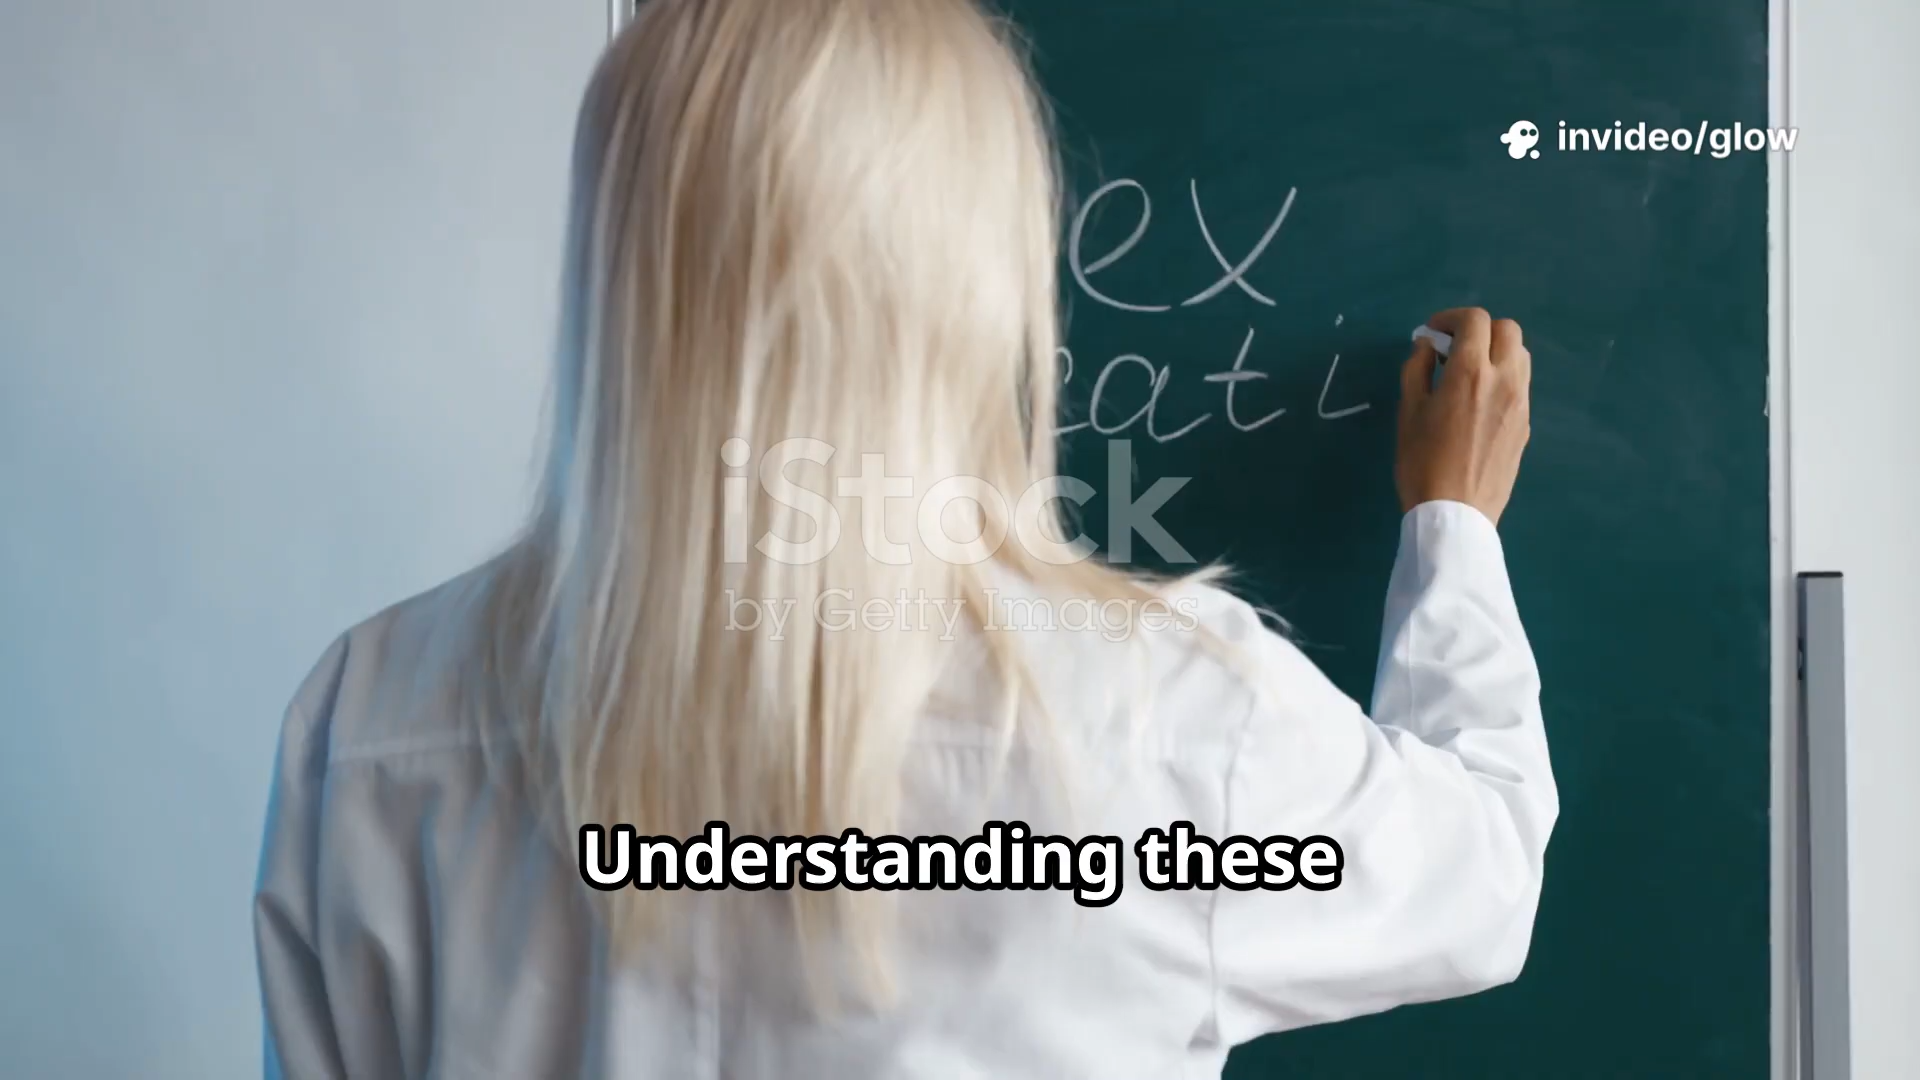 invideo/glow
ex
cati
iStock
by Getty Images
Understanding these